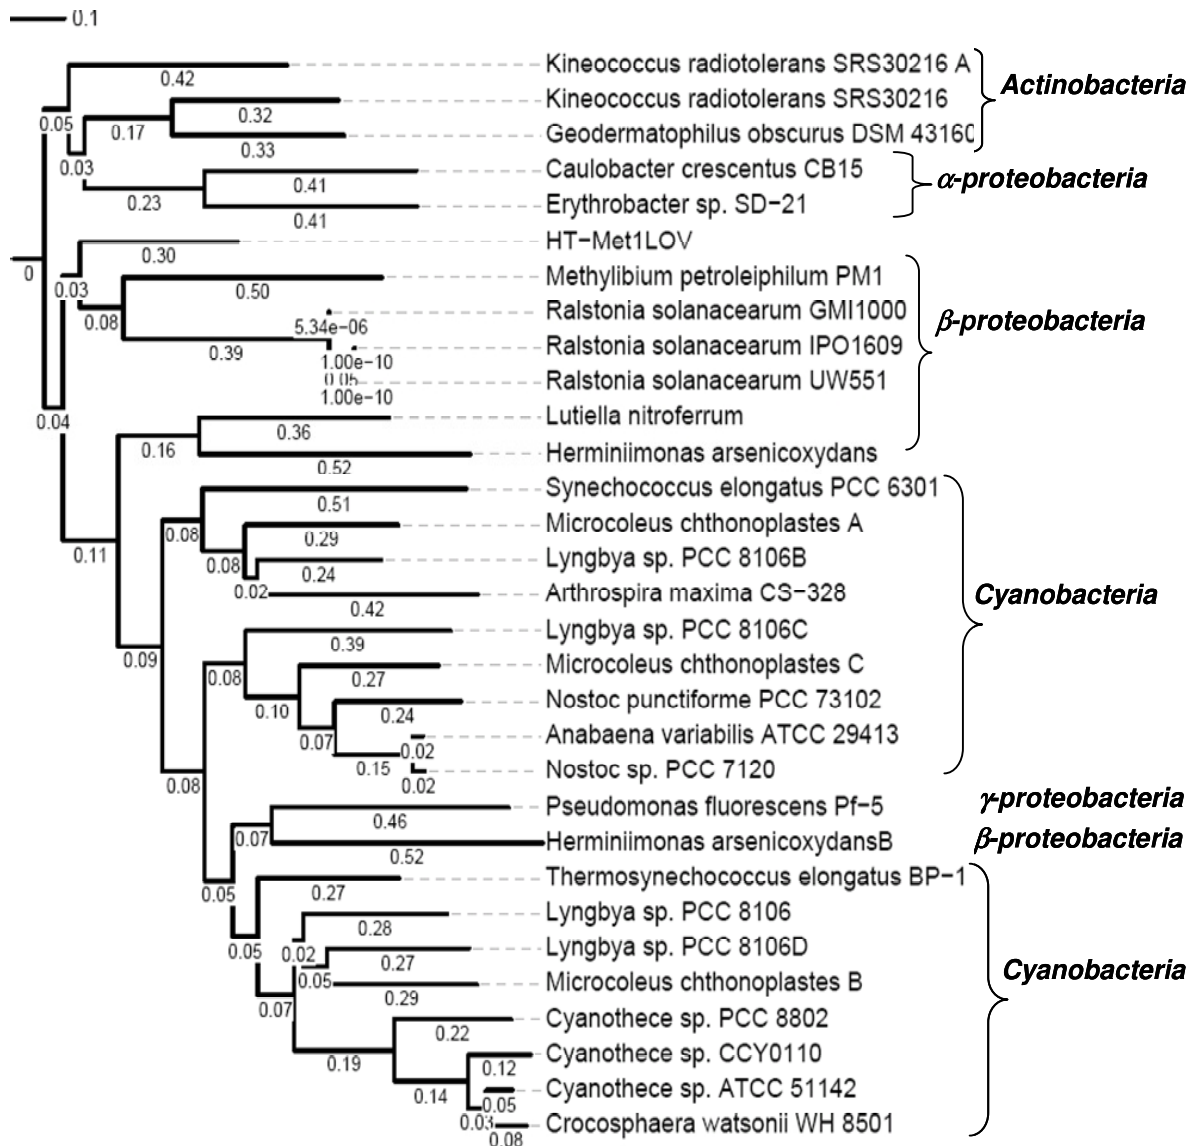 0.1
Kineococcus radiotolerans SRS30216 A
0.42
Actinobacteria
Kineococcus radiotolerans SRS30216
0.05
0.17
0.32
Geodermatophilus obscurus DSM 43160
0.33
0.03
Caulobacter crescentus CB15
0.41
α-proteobacteria
0.23
Erythrobacter sp. SD-21
0.41
HT-Met1LOV
0.30
0
Methylibium petroleiphilum PM1
0.03
0.50
Ralstonia solanacearum GMI1000
0.08
5.34e-06
β-proteobacteria
0.39
Ralstonia solanacearum IPO1609
1.00e-10
0.05
Ralstonia solanacearum UW551
1.00e-10
0.04
Lutiella nitroferrum
0.36
0.16
Herminiimonas arsenicoxydans
0.52
Synechococcus elongatus PCC 6301
0.51
0.08
Microcoleus chthonoplastes A
0.29
0.11
Lyngbya sp. PCC 8106B
0.08
0.24
0.02
Arthrospira maxima CS-328
0.42
Cyanobacteria
Lyngbya sp. PCC 8106C
0.39
0.09
0.08
Microcoleus chthonoplastes C
0.27
Nostoc punctiforme PCC 73102
0.10
0.24
0.07
Anabaena variabilis ATCC 29413
0.02
0.15
Nostoc sp. PCC 7120
0.02
0.08
Pseudomonas fluorescens Pf-5
γ-proteobacteria
0.46
0.07
Herminiimonas arsenicoxydansB
β-proteobacteria
0.52
Thermosynechococcus elongatus BP-1
0.05
0.27
Lyngbya sp. PCC 8106
0.28
0.05
0.02
Lyngbya sp. PCC 8106D
0.27
0.05
Cyanobacteria
Microcoleus chthonoplastes B
0.29
0.07
Cyanothece sp. PCC 8802
0.22
0.19
Cyanothece sp. CCY0110
0.12
0.14
Cyanothece sp. ATCC 51142
0.05
0.03
Crocosphaera watsonii WH 8501
0.08